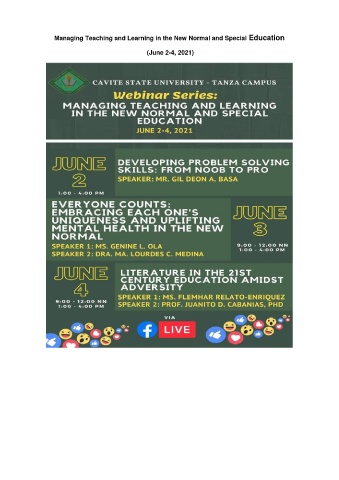 Managing Teaching and Learning in the New Normal and Special Education
(June 2-4, 2021)
CAVITE STATE UNIVERSITY - TANZA CAMPUS
Webinar Series:
MANAGING TEACHING AND LEARNING
IN THE NEW NORMAL AND SPECIAL
EDUCATION
JUNE 2-4, 2021
JUNE
2
1:00 - 4:00 PM
DEVELOPING PROBLEM SOLVING
SKILLS: FROM NOOB TO PRO
SPEAKER: MR. GIL DEON A. BASA
EVERYONE COUNTS:
EMBRACING EACH ONE'S
UNIQUENESS AND UPLIFTING
MENTAL HEALTH IN THE NEW
NORMAL
SPEAKER 1: MS. GENINE L. OLA
SPEAKER 2: DRA. MA. LOURDES C. MEDINA
JUNE
3
9:00 - 12:00 NN
1:00 - 4:00 PM
JUNE
4
9:00 - 12:00 NN
1:00 - 4:00 PM
LITERATURE IN THE 21ST
CENTURY EDUCATION AMIDST
ADVERSITY
SPEAKER 1: MS. FLEMHAR RELATO-ENRIQUEZ
SPEAKER 2: PROF. JUANITO D. CABANIAS, PHD
VIA
LIVE